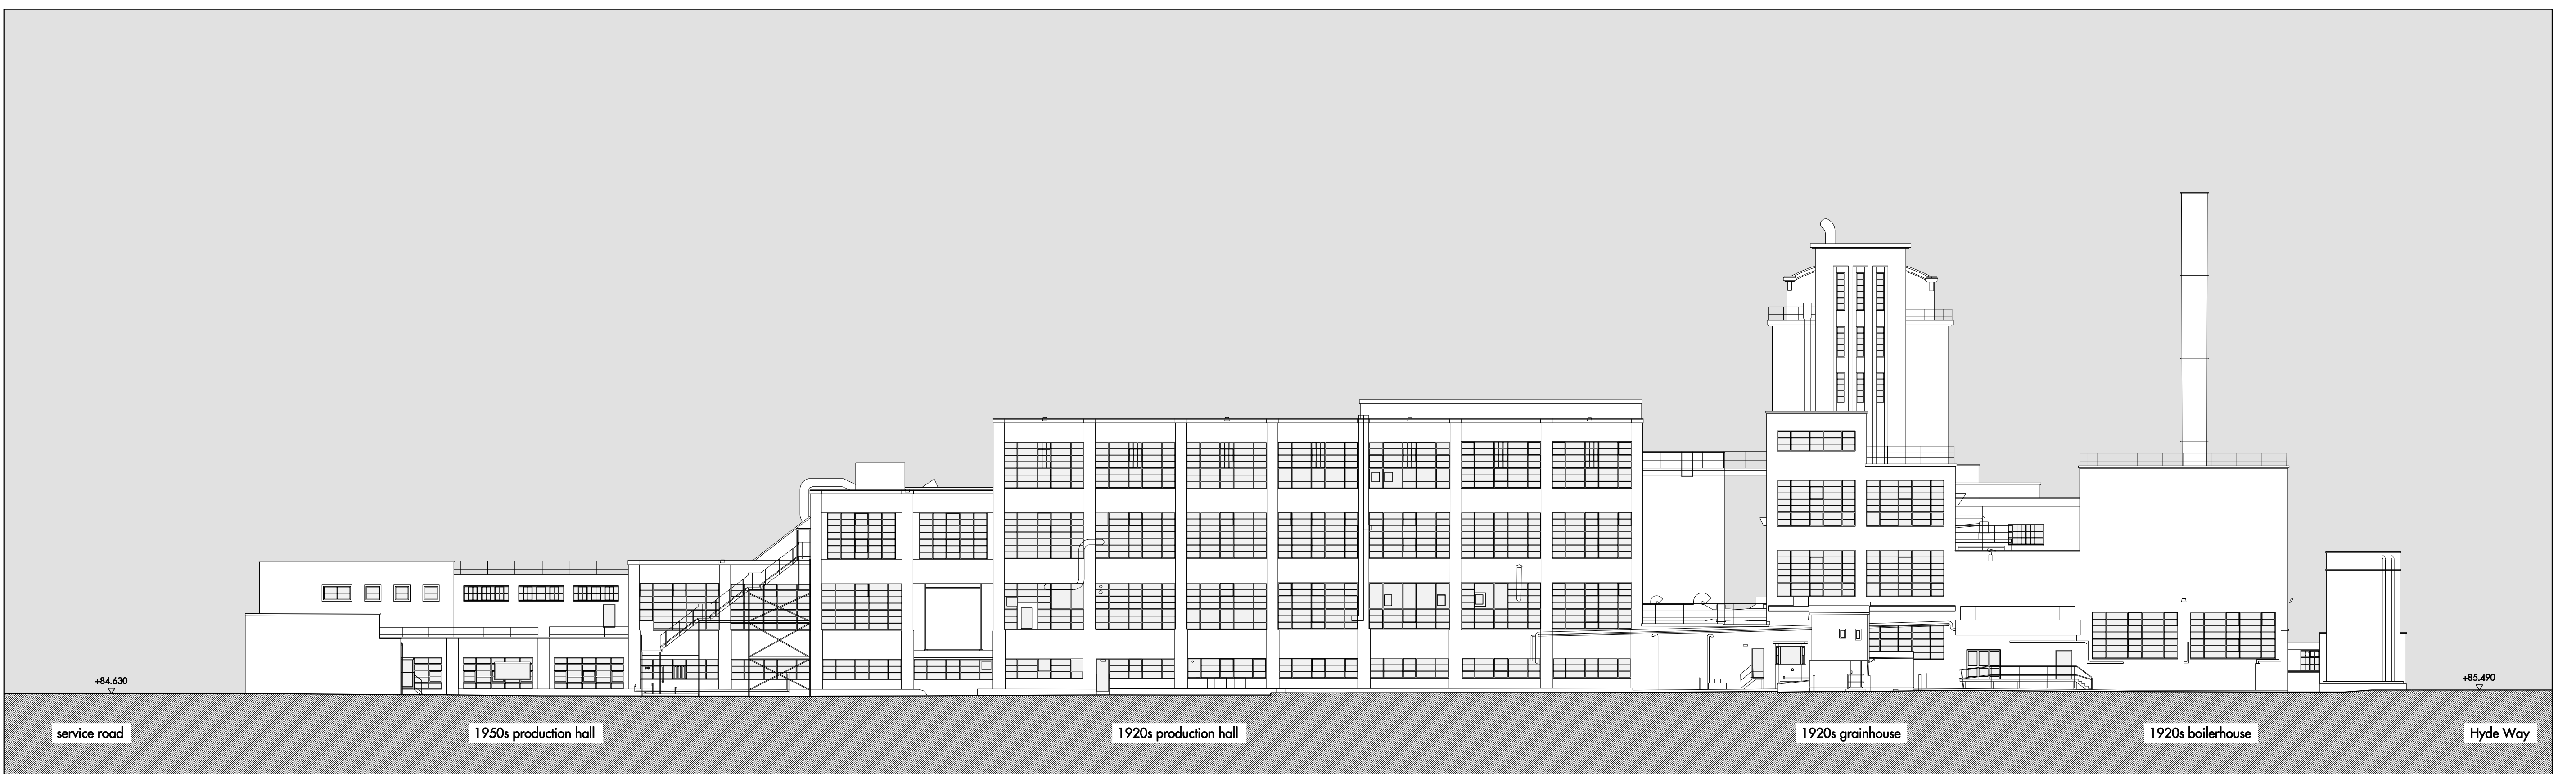 +84.630
+85.490
service road
1950s production hall
1920s production hall
1920s grainhouse
1920s boilerhouse
Hyde Way